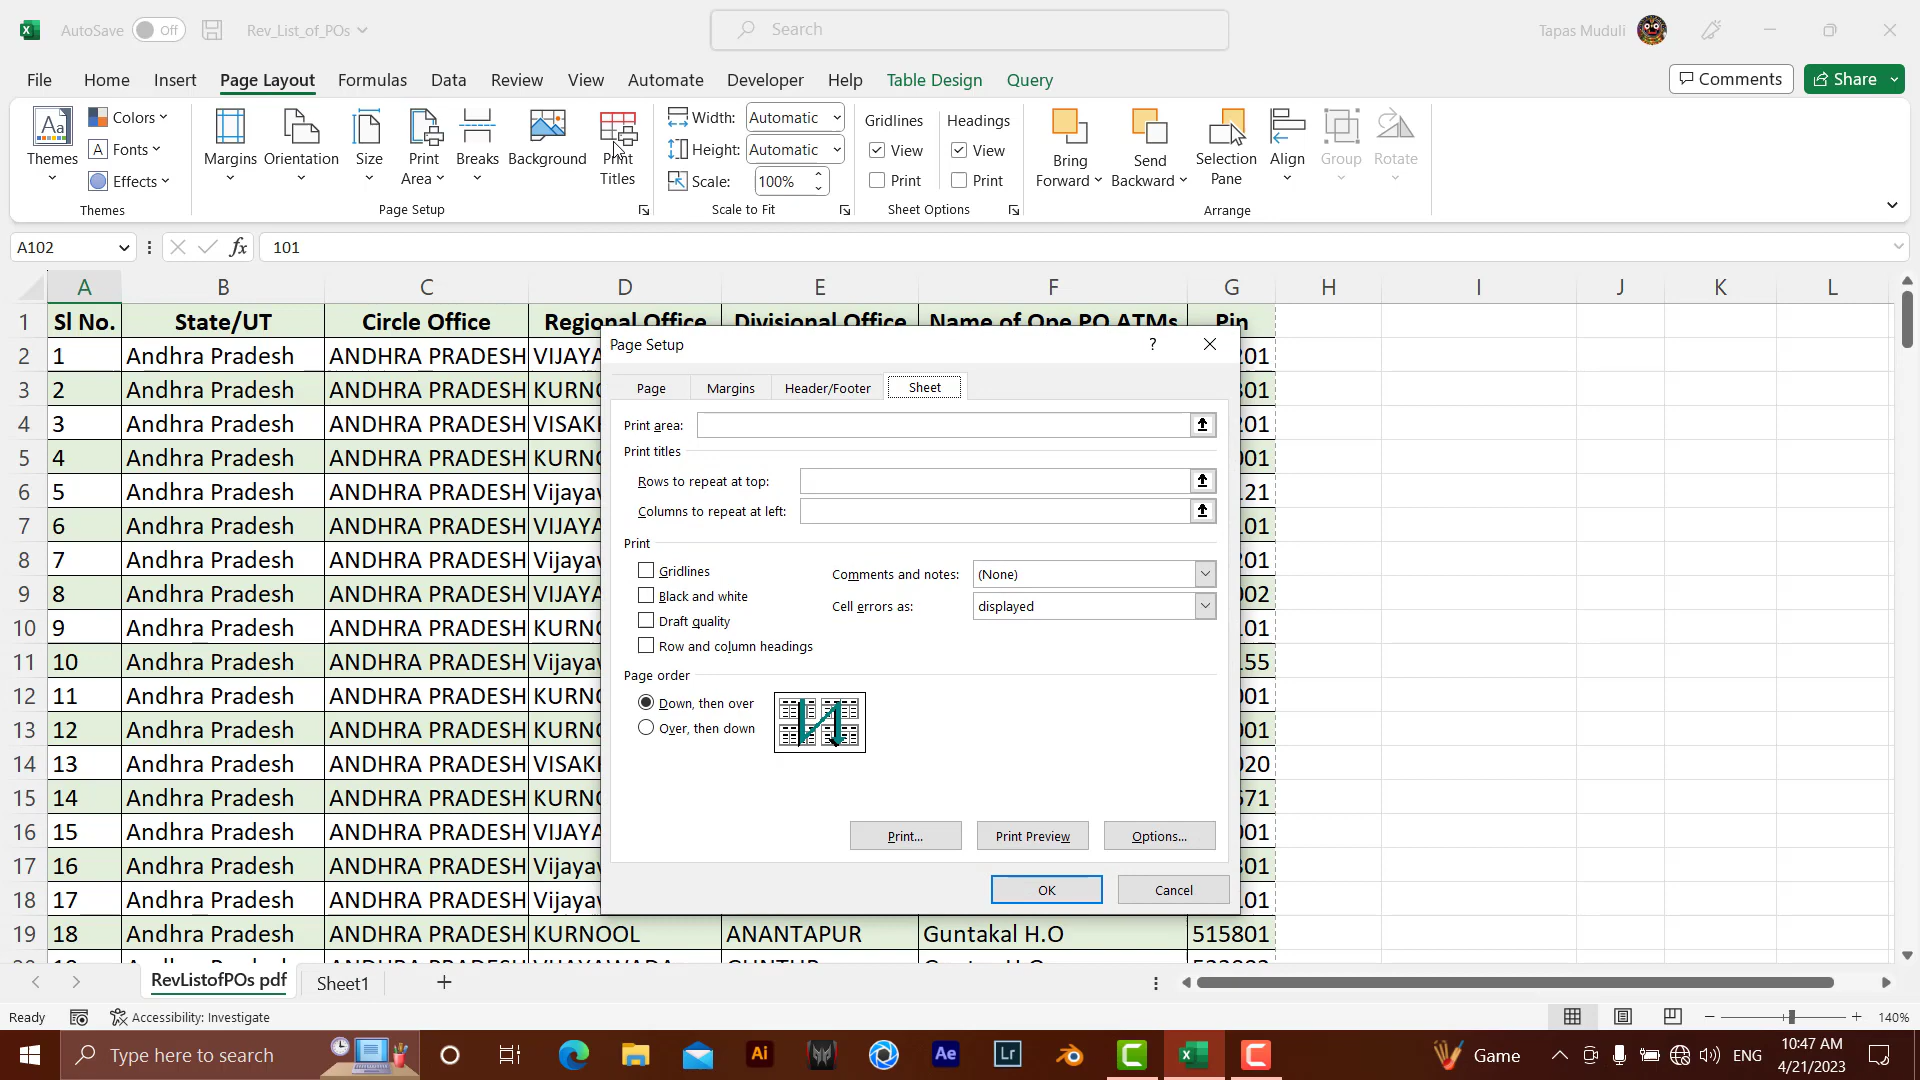 AutoSave Off Rev_List_of_POs Search Tapas Muduli
File Home Insert Page Layout Formulas Data Review View Automate Developer Help Table Design Query Comments Share
Aa Themes Colors Fonts Effects Themes
Margins Orientation Size Print Area Breaks Background Print Titles Page Setup
Width: Automatic
Height: Automatic
Scale: 100%
Scale to Fit
Gridlines Headings
View View
Print Print
Sheet Options
Bring Forward Send Backward Selection Pane Align Group Rotate
Arrange
A102 fx 101
A B C D E F G H I J K L
1 Sl No. State/UT Circle Office Regional Office Divisional Office Name of One PO ATMs Pin
2 1 Andhra Pradesh ANDHRA PRADESH VIJAYA 201
3 2 Andhra Pradesh ANDHRA PRADESH
4 3 Andhra Pradesh ANDHRA PRADESH 201
5 4 Andhra Pradesh ANDHRA PRADESH
6 5 Andhra Pradesh ANDHRA PRADESH
7 6 Andhra Pradesh ANDHRA PRADESH
8 7 Andhra Pradesh ANDHRA PRADESH
9 8 Andhra Pradesh ANDHRA PRADESH
10 9 Andhra Pradesh ANDHRA PRADESH
11 10 Andhra Pradesh ANDHRA PRADESH
12 11 Andhra Pradesh ANDHRA PRADESH
13 12 Andhra Pradesh ANDHRA PRADESH
14 13 Andhra Pradesh ANDHRA PRADESH
15 14 Andhra Pradesh ANDHRA PRADESH
16 15 Andhra Pradesh ANDHRA PRADESH
17 16 Andhra Pradesh ANDHRA PRADESH
18 17 Andhra Pradesh ANDHRA PRADESH
19 18 Andhra Pradesh ANDHRA PRADESH KURNOOL ANANTAPUR Guntakal H.O 515801
Page Setup ?
Page Margins Header/Footer Sheet
Print area:
Print titles
Rows to repeat at top:
Columns to repeat at left:
Print
Gridlines
Black and white
Draft quality
Row and column headings
Comments and notes: (None)
Cell errors as: displayed
Page order
Down, then over
Over, then down
Print... Print Preview Options...
OK Cancel
RevListofPOs pdf Sheet1
Ready Accessibility: Investigate 140%
Type here to search Ai Ae Lr Game ENG 10:47 AM
4/21/2023